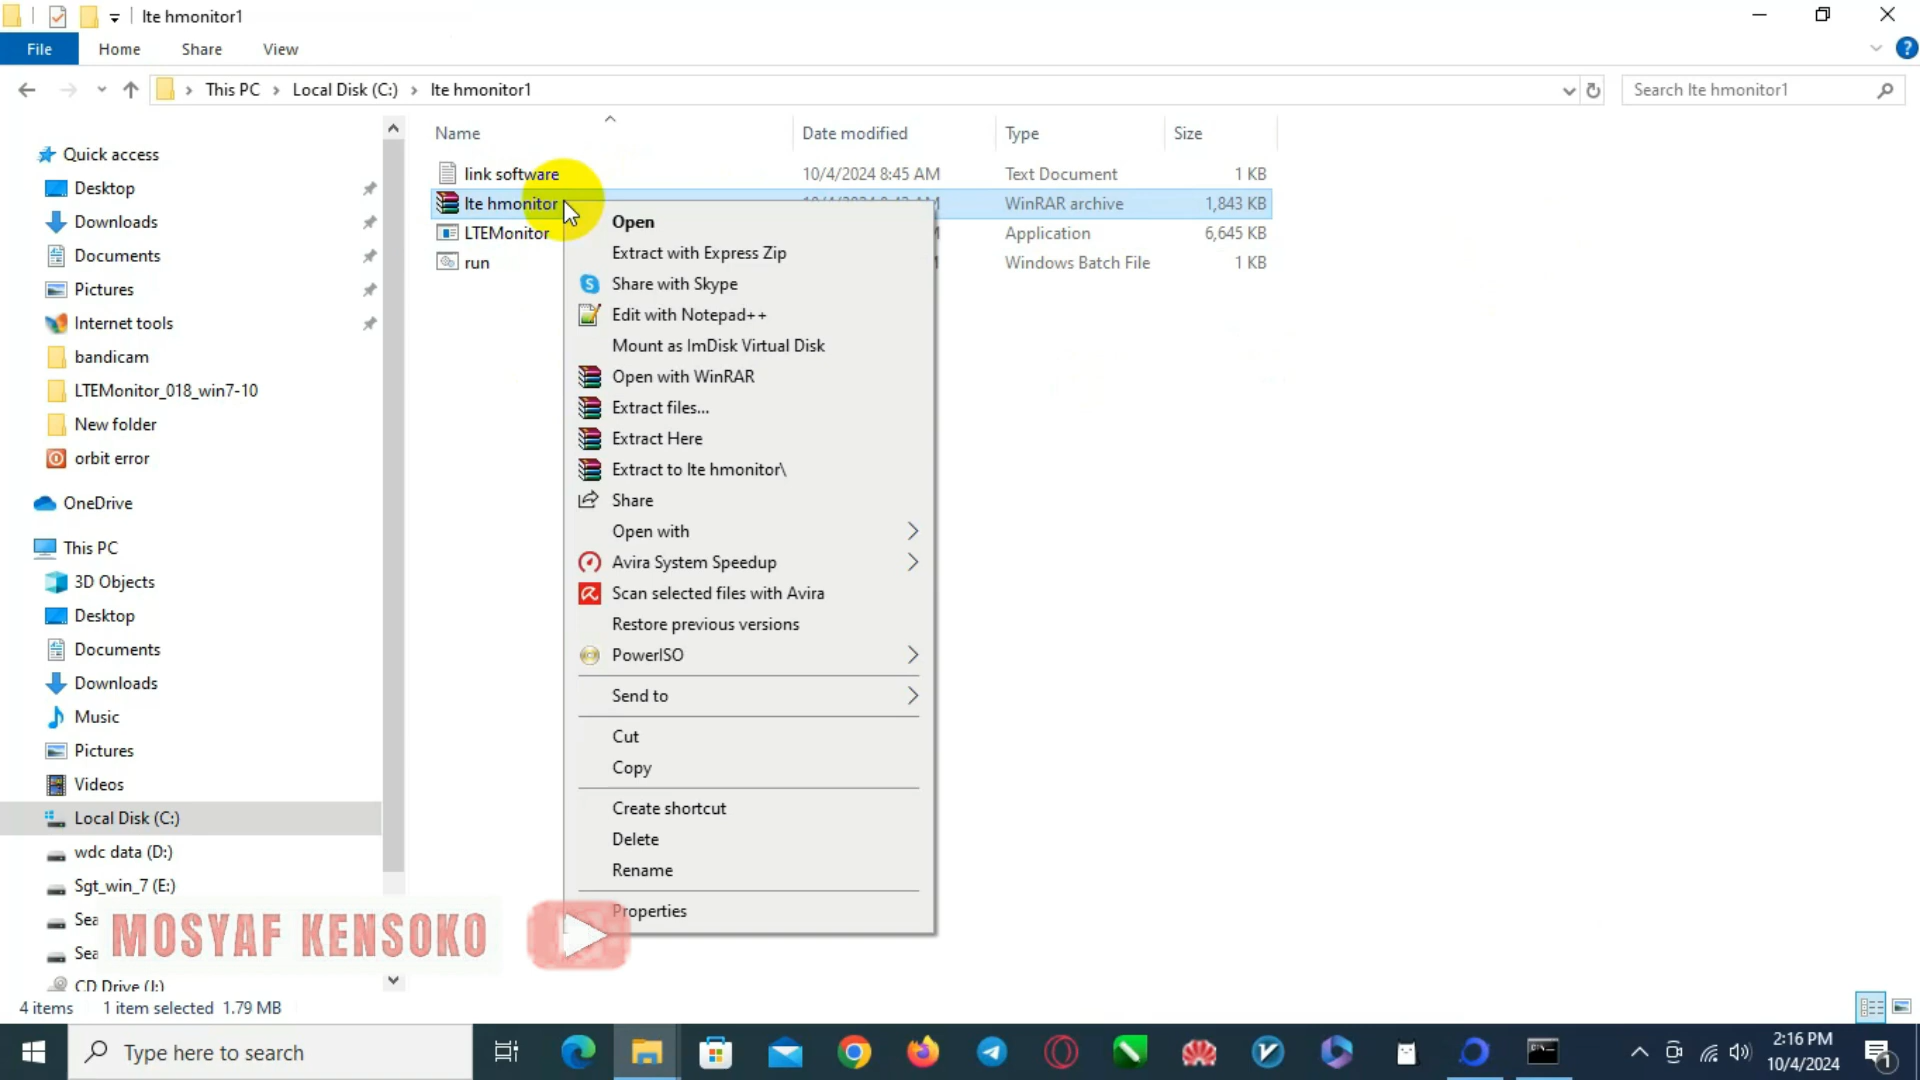 lte hmonitor1
File Home Share View
This PC Local Disk (C:) lte hmonitor1
Search lte hmonitor1
Name Date modified Type Size
link software 10/4/2024 8:45 AM Text Document 1 KB
lte hmonitor WinRAR archive 1,843 KB
LTEMonitor Application 6,645 KB
run Windows Batch File 1 KB
Quick access
Desktop
Downloads
Documents
Pictures
Internet tools
bandicam
LTEMonitor_018_win7-10
New folder
orbit error
OneDrive
This PC
3D Objects
Desktop
Documents
Downloads
Music
Pictures
Videos
Local Disk (C:)
wdc data (D:)
Sgt_win_7 (E:)
Sea
Sea
CD Drive (I:)
Open
Extract with Express Zip
Share with Skype
Edit with Notepad++
Mount as ImDisk Virtual Disk
Open with WinRAR
Extract files...
Extract Here
Extract to lte hmonitor\
Share
Open with
Avira System Speedup
Scan selected files with Avira
Restore previous versions
PowerISO
Send to
Cut
Copy
Create shortcut
Delete
Rename
Properties
MOSYAF KENSOKO
4 items 1 item selected 1.79 MB
Type here to search
2:16 PM
10/4/2024
1